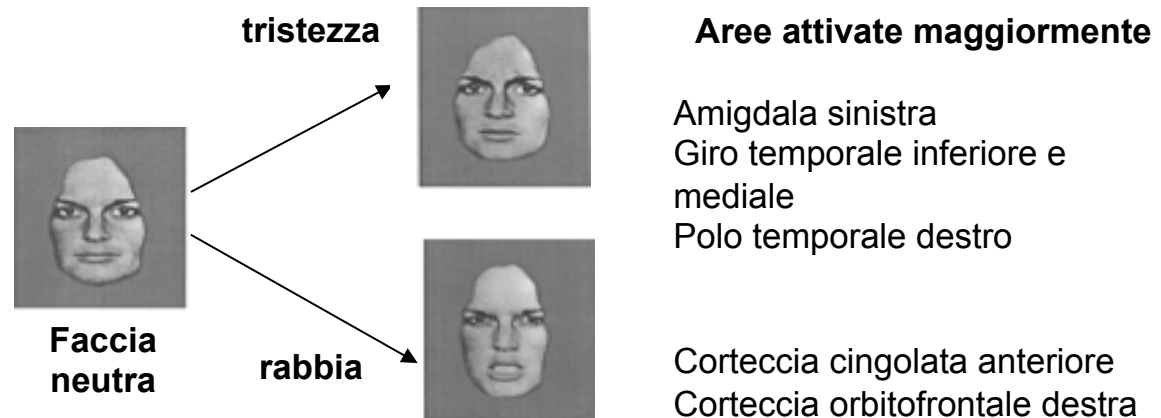 tristezza
Aree attivate maggiormente
Amigdala sinistra
Giro temporale inferiore e
mediale
Polo temporale destro
Faccia
neutra
rabbia
Corteccia cingolata anteriore
Corteccia orbitofrontale destra